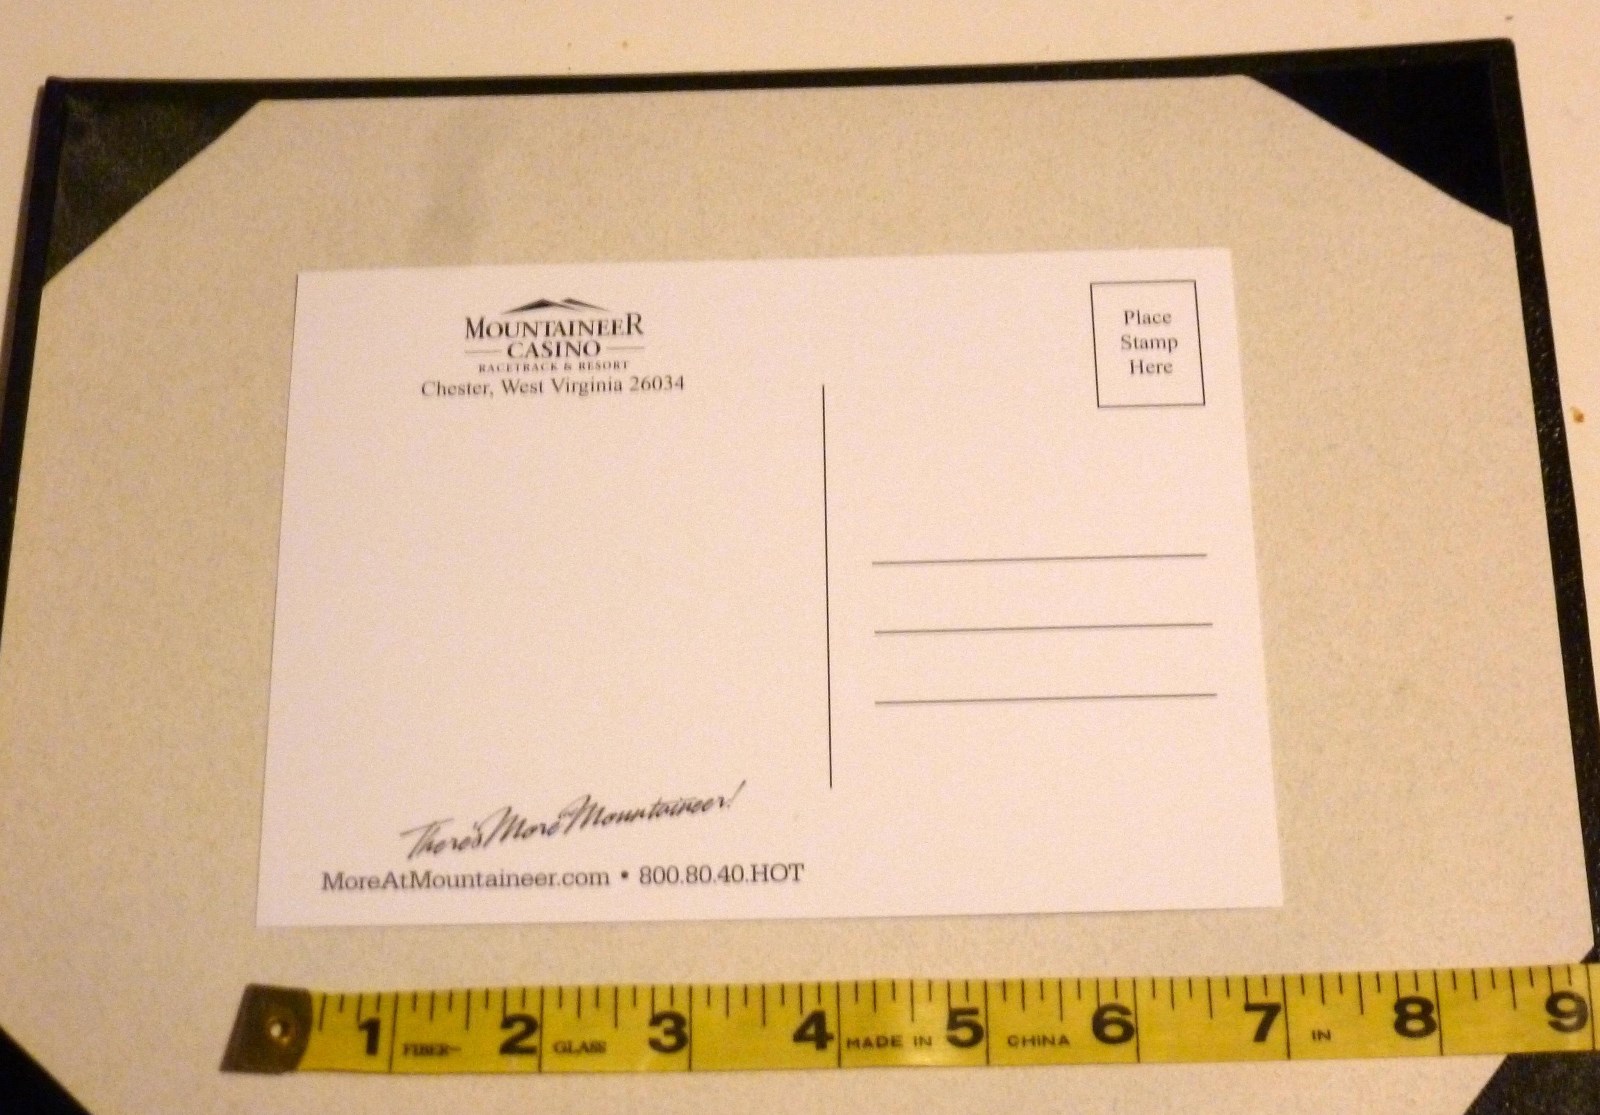 MOUNTAINEER
CASINO
RACETRACK & RESORT
Chester, West Virginia 26034
Place
Stamp
Here
There's More at Mountaineer!
MoreAtMountaineer.com • 800.80.40.HOT
1 FIBER- 2 GLASS 3 4 MADE IN 5 CHINA 6 7 IN 8 9